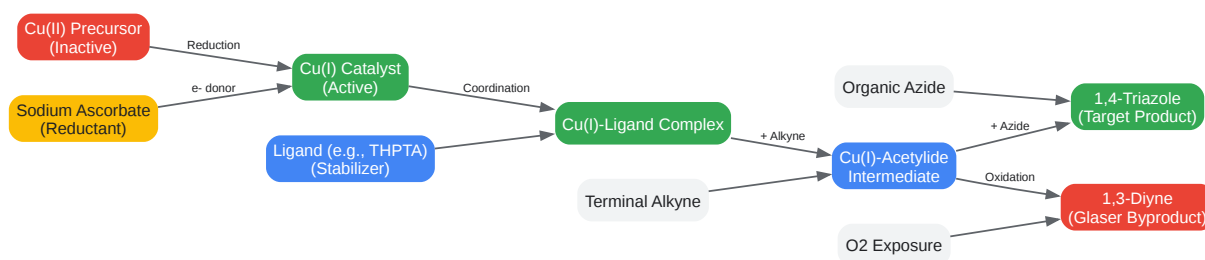 Cu(II) Precursor
(Inactive)
Reduction
Sodium Ascorbate
(Reductant)
e- donor
Cu(I) Catalyst
(Active)
Coordination
Ligand (e.g., THPTA)
(Stabilizer)
Cu(I)-Ligand Complex
+ Alkyne
Terminal Alkyne
Cu(I)-Acetylide
Intermediate
Organic Azide
+ Azide
1,4-Triazole
(Target Product)
Oxidation
O2 Exposure
1,3-Diyne
(Glaser Byproduct)